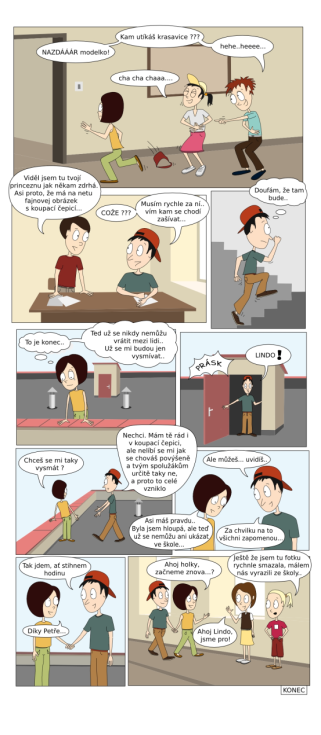 Kam utíkáš krasavice ???
NAZDÁÁÁR modelko!
hehe..heeee...
cha cha chaaa....
Viděl jsem tu tvojí
princeznu jak někam zdrhá.
Asi proto, že má na netu
fajnovej obrázek
s koupací čepicí...
COŽE ???
Musím rychle za ní..
vím kam se chodí
zašívat...
Doufám, že tam
bude..
To je konec..
Ted už se nikdy nemůžu
vrátit mezi lidi..
Už se mi budou jen
vysmívat..
PRÁSK
LINDO!
Chceš se mi taky
vysmát ?
Nechci. Mám tě rád i
v koupací čepici,
ale nelíbí se mi jak
se chováš povýšeně
a tvým spolužákům
určitě taky ne,
a proto to celé
vzniklo
Asi máš pravdu..
Byla jsem hloupá, ale teď
už se nemůžu ani ukázat
ve škole...
Ale můžeš... uvidíš..
Za chvilku na to
všichni zapomenou...
Tak jdem, ať stihnem
hodinu
Díky Petře...
Ahoj holky,
začneme znova...?
Ahoj Lindo,
jsme pro!
Ještě že jsem tu fotku
rychle smazala, málem
nás vyrazili ze školy..
KONEC